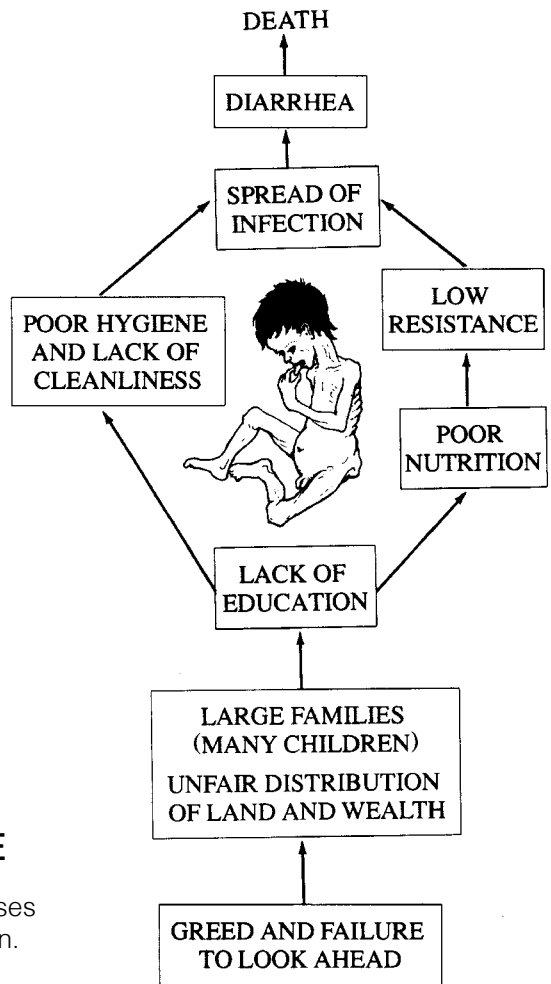 DEATH
DIARRHEA
SPREAD OF
INFECTION
POOR HYGIENE
AND LACK OF
CLEANLINESS
LOW
RESISTANCE
POOR
NUTRITION
LACK OF
EDUCATION
LARGE FAMILIES
(MANY CHILDREN)
UNFAIR DISTRIBUTION
OF LAND AND WEALTH
GREED AND FAILURE
TO LOOK AHEAD